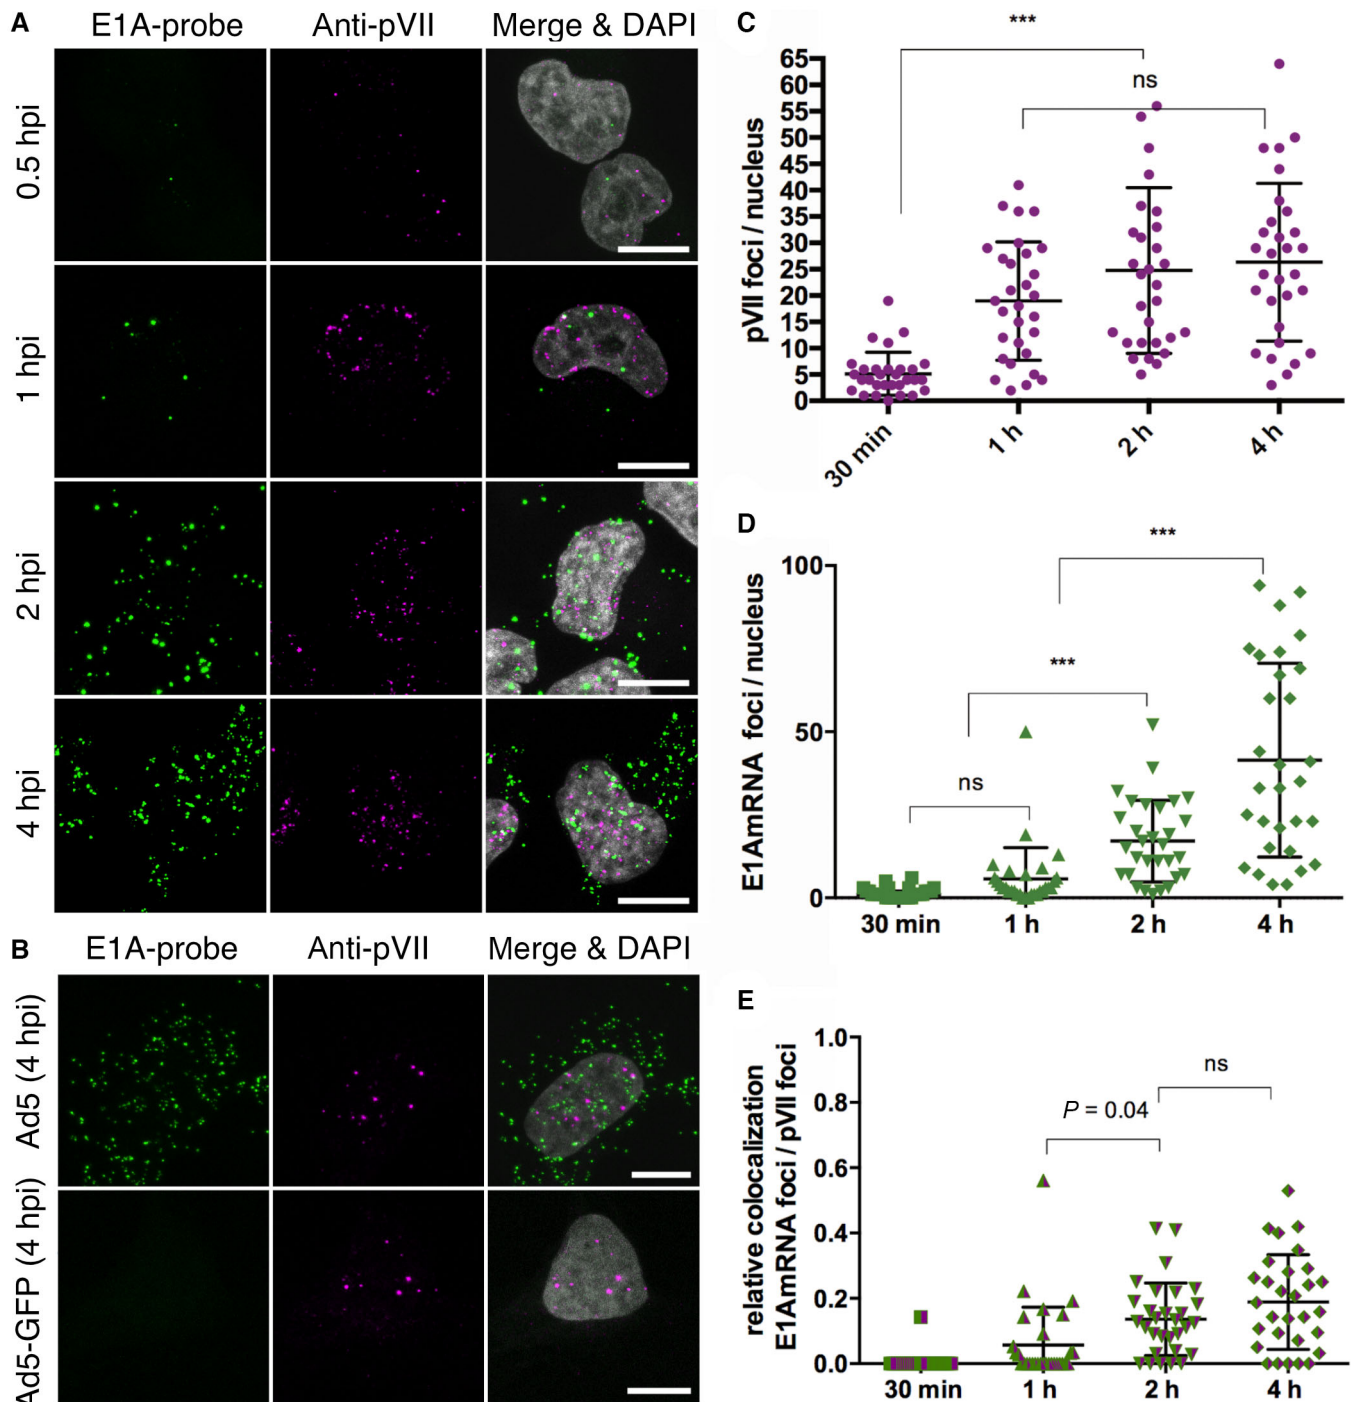 A
E1A-probe Anti-pVII Merge & DAPI
0.5 hpi
1 hpi
2 hpi
4 hpi
B
E1A-probe Anti-pVII Merge & DAPI
Ad5 (4 hpi)
Ad5-GFP (4 hpi)
C
***
ns
pVII foci / nucleus
65
60
55
50
45
40
35
30
25
20
15
10
5
0
30 min 1 h 2 h 4 h
D
***
***
ns
E1AmRNA foci / nucleus
100
50
0
30 min 1 h 2 h 4 h
E
ns
P = 0.04
relative colocalization
E1AmRNA foci / pVII foci
1.0
0.8
0.6
0.4
0.2
0.0
30 min 1 h 2 h 4 h